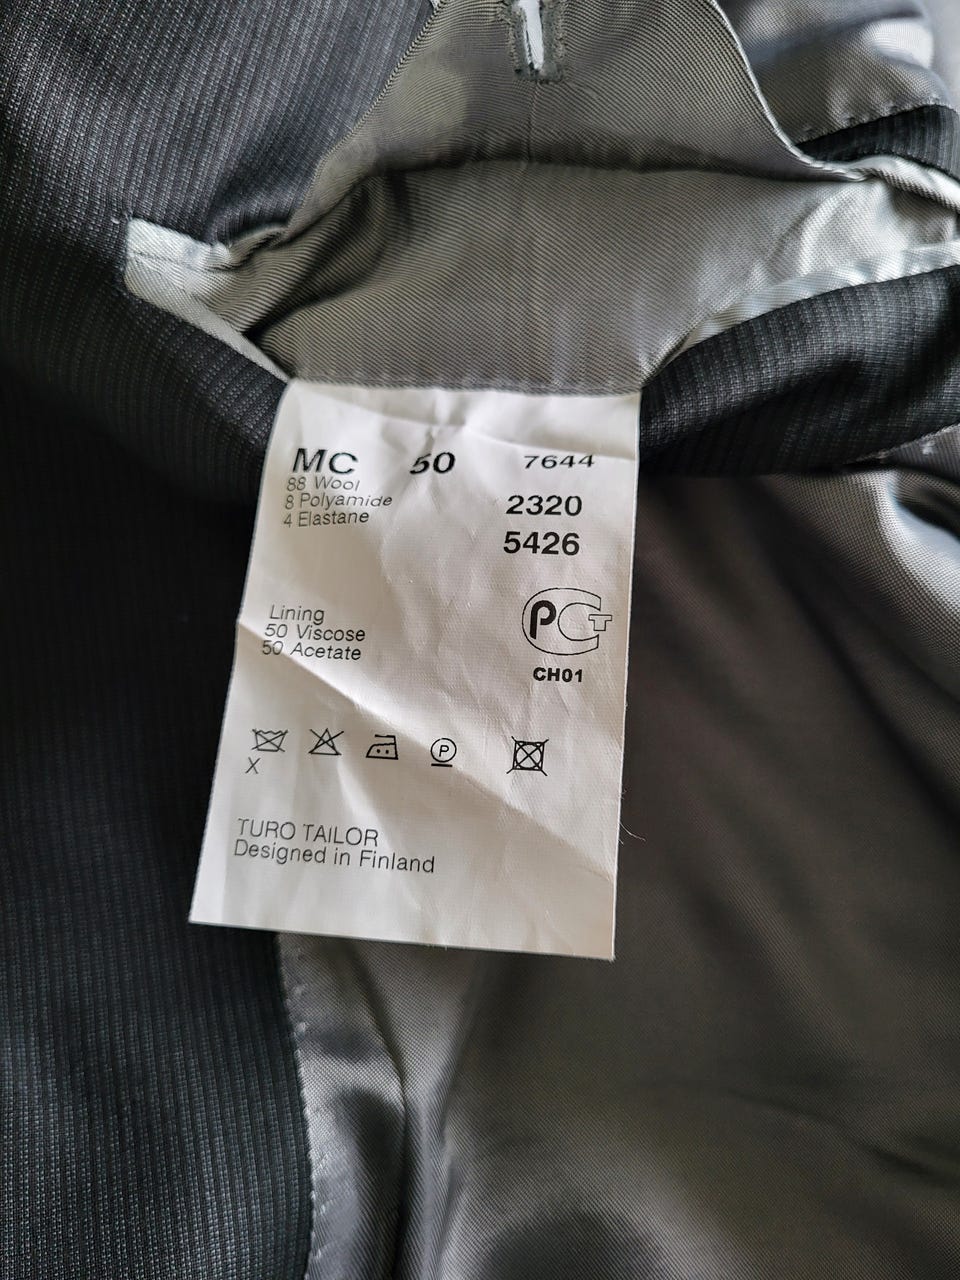 MC 50 7644
88 Wool
8 Polyamide
4 Elastane
2320
5426
Lining
50 Viscose
50 Acetate
РСТ
CH01
P
X
TURO TAILOR
Designed in Finland